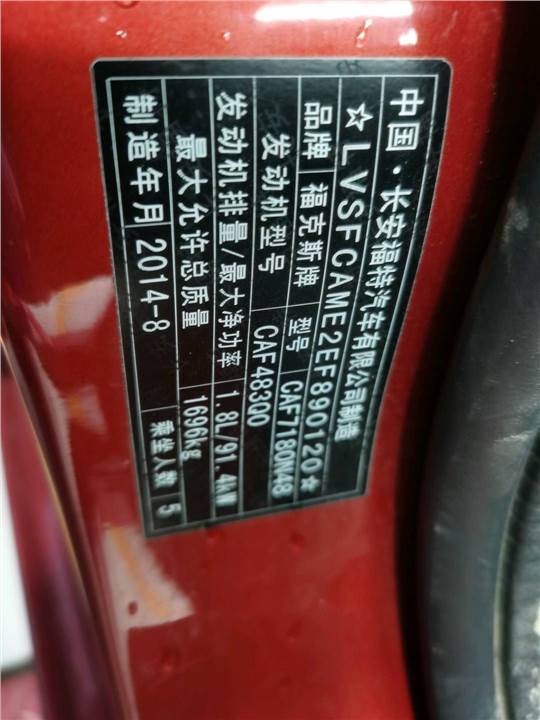 中国·长安福特汽车有限公司制造
☆LVSFCAME2EF890120☆
品牌 福克斯牌 型号 CAF7180N48
发动机型号 CAF483Q0
发动机排量/最大净功率 1.8L/91.4kW
最大允许总质量 1696kg
制造年月 2014-8 乘坐人数 5